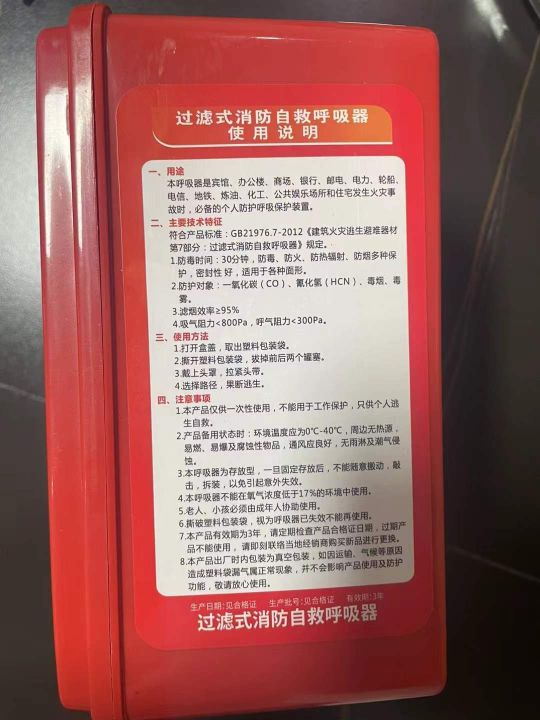 过滤式消防自救呼吸器
使用说明
一、用途
本呼吸器是宾馆、办公楼、商场、银行、邮电、电力、轮船、
电信、地铁、炼油、化工、公共娱乐场所和住宅发生火灾事
故时，必备的个人防护呼吸保护装置。
二、主要技术特征
符合产品标准：GB21976.7-2012《建筑火灾逃生避难器材
第7部分：过滤式消防自救呼吸器》规定。
1.防毒时间：30分钟，防毒、防火、防热辐射、防烟多种保
护，密封性好，适用于各种面形。
2.防护对象：一氧化碳（CO）、氰化氢（HCN）、毒烟、毒
雾。
3.滤烟效率≥95%
4.吸气阻力<800Pa，呼气阻力<300Pa。
三、使用方法
1.打开盒盖，取出塑料包装袋。
2.撕开塑料包装袋，拔掉前后两个罐塞。
3.戴上头罩，拉紧头带。
4.选择路径，果断逃生。
四、注意事项
1.本产品仅供一次性使用，不能用于工作保护，只供个人逃
生自救。
2.产品备用状态时：环境温度应为0℃-40℃，周边无热源，
易燃、易爆及腐蚀性物品，通风应良好，无雨淋及潮气侵
蚀。
3.本呼吸器为存放型，一旦固定存放后，不能随意搬动，敲
击，拆装，以免引起意外失效。
4.本呼吸器不能在氧气浓度低于17%的环境中使用。
5.老人、小孩必须由成年人协助使用。
6.撕破塑料包装袋，视为呼吸器已失效不能再使用。
7.本产品有效期为3年，请定期检查产品合格证日期，过期产
品不能使用，请即刻联络当地经销商购买新品进行更换。
8.本产品出厂时内包装为真空包装，如因运输、气候等原因
造成塑料袋漏气属正常现象，并不会影响产品使用及防护
功能，敬请放心使用。
生产日期:见合格证 生产批号:见合格证 有效期:3年
过滤式消防自救呼吸器